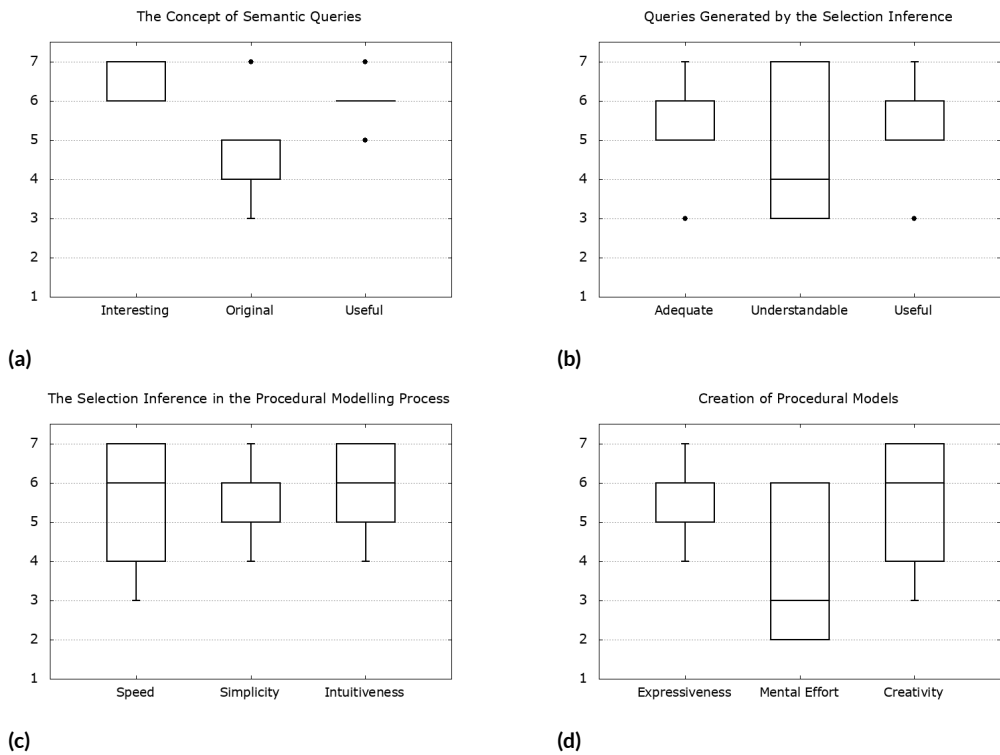 The Concept of Semantic Queries
7
6
5
4
3
2
1
Interesting Original Useful
(a)
Queries Generated by the Selection Inference
7
6
5
4
3
2
1
Adequate Understandable Useful
(b)
The Selection Inference in the Procedural Modelling Process
7
6
5
4
3
2
1
Speed Simplicity Intuitiveness
(c)
Creation of Procedural Models
7
6
5
4
3
2
1
Expressiveness Mental Effort Creativity
(d)